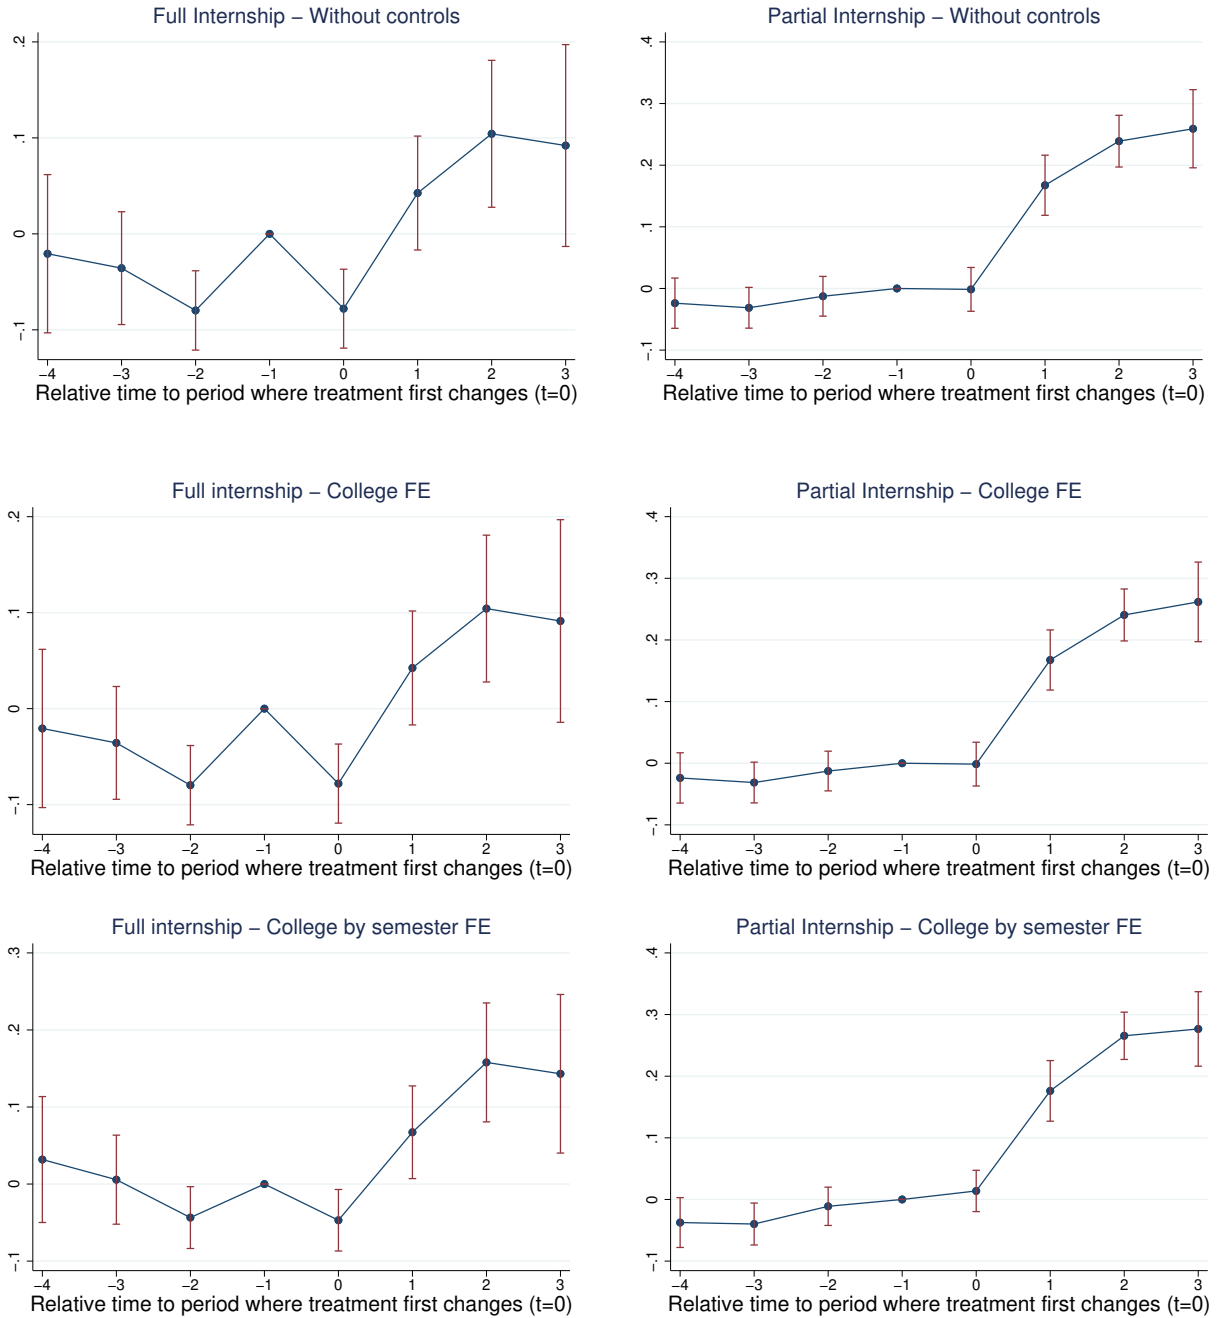 Full Internship – Without controls
.2
.1
0
−.1
−4 −3 −2 −1 0 1 2 3
Relative time to period where treatment first changes (t=0)
Partial Internship – Without controls
.4
.3
.2
.1
0
−.1
−4 −3 −2 −1 0 1 2 3
Relative time to period where treatment first changes (t=0)
Full internship – College FE
.2
.1
0
−.1
−4 −3 −2 −1 0 1 2 3
Relative time to period where treatment first changes (t=0)
Partial Internship – College FE
.4
.3
.2
.1
0
−.1
−4 −3 −2 −1 0 1 2 3
Relative time to period where treatment first changes (t=0)
Full internship – College by semester FE
.3
.2
.1
0
−.1
−4 −3 −2 −1 0 1 2 3
Relative time to period where treatment first changes (t=0)
Partial Internship – College by semester FE
.4
.3
.2
.1
0
−.1
−4 −3 −2 −1 0 1 2 3
Relative time to period where treatment first changes (t=0)